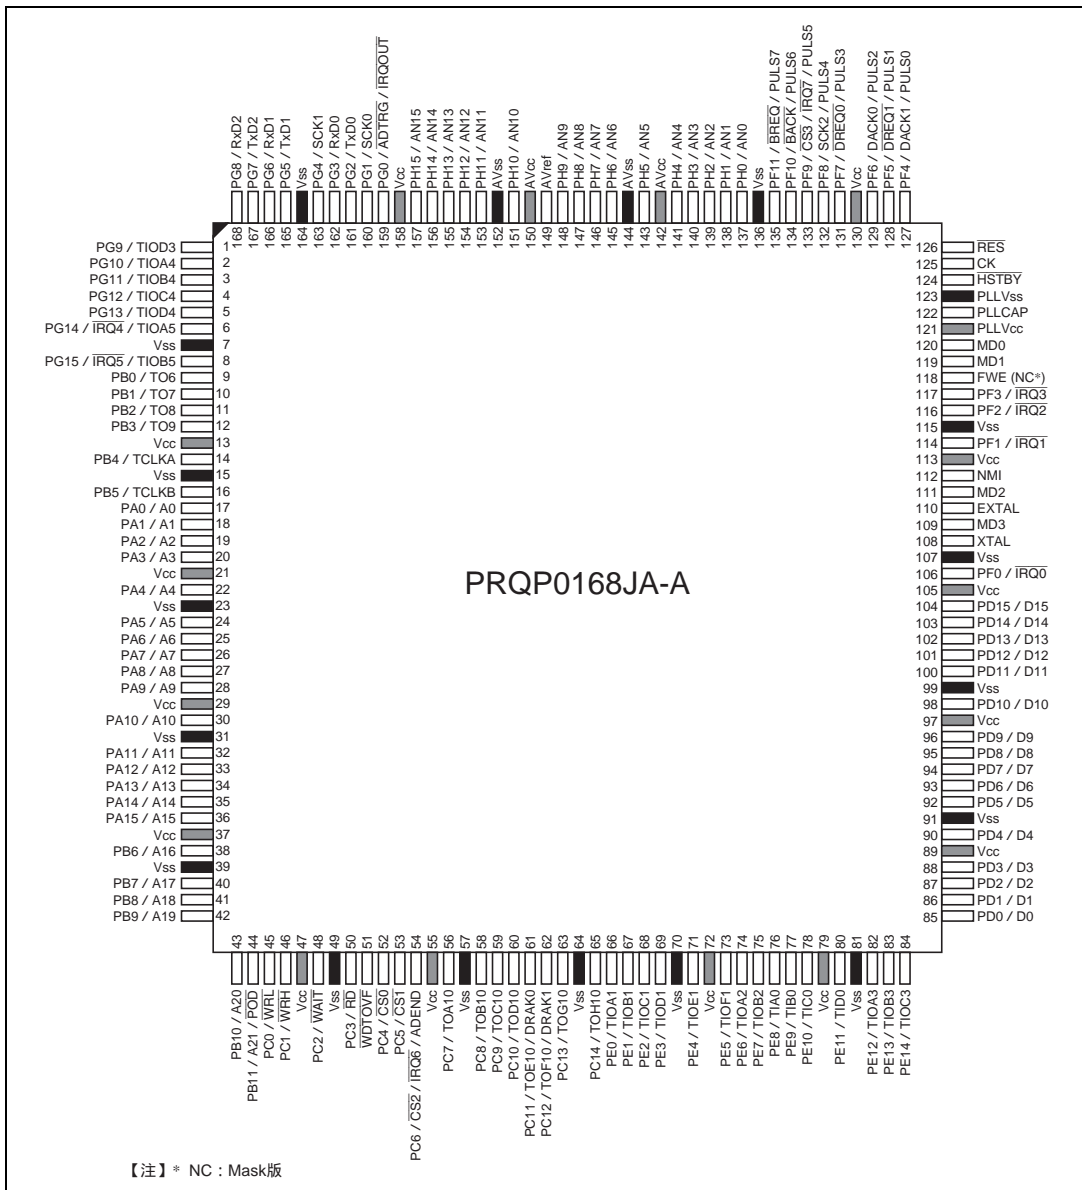 PG8 / RxD2
PG7 / TxD2
PG6 / RxD1
PG5 / TxD1
Vss
PG4 / SCK1
PG3 / RxD0
PG2 / TxD0
PG1 / SCK0
PG0 / ADTRG / IRQOUT
Vcc
PH15 / AN15
PH14 / AN14
PH13 / AN13
PH12 / AN12
PH11 / AN11
AVss
PH10 / AN10
AVcc
AVref
PH9 / AN9
PH8 / AN8
PH7 / AN7
PH6 / AN6
AVss
PH5 / AN5
AVcc
PH4 / AN4
PH3 / AN3
PH2 / AN2
PH1 / AN1
PH0 / AN0
Vss
PF11 / BREQ / PULS7
PF10 / BACK / PULS6
PF9 / CS3 / IRQ7 / PULS5
PF8 / SCK2 / PULS4
PF7 / DREQ0 / PULS3
Vcc
PF6 / DACK0 / PULS2
PF5 / DREQ1 / PULS1
PF4 / DACK1 / PULS0
168 167 166 165 164 163 162 161 160 159 158 157 156 155 154 153 152 151 150 149 148 147 146 145 144 143 142 141 140 139 138 137 136 135 134 133 132 131 130 129 128 127
PG9 / TIOD3 1
PG10 / TIOA4 2
PG11 / TIOB4 3
PG12 / TIOC4 4
PG13 / TIOD4 5
PG14 / IRQ4 / TIOA5 6
Vss 7
PG15 / IRQ5 / TIOB5 8
PB0 / TO6 9
PB1 / TO7 10
PB2 / TO8 11
PB3 / TO9 12
Vcc 13
PB4 / TCLKA 14
Vss 15
PB5 / TCLKB 16
PA0 / A0 17
PA1 / A1 18
PA2 / A2 19
PA3 / A3 20
Vcc 21
PA4 / A4 22
Vss 23
PA5 / A5 24
PA6 / A6 25
PA7 / A7 26
PA8 / A8 27
PA9 / A9 28
Vcc 29
PA10 / A10 30
Vss 31
PA11 / A11 32
PA12 / A12 33
PA13 / A13 34
PA14 / A14 35
PA15 / A15 36
Vcc 37
PB6 / A16 38
Vss 39
PB7 / A17 40
PB8 / A18 41
PB9 / A19 42
PRQP0168JA-A
126 RES
125 CK
124 HSTBY
123 PLLVss
122 PLLCAP
121 PLLVcc
120 MD0
119 MD1
118 FWE (NC*)
117 PF3 / IRQ3
116 PF2 / IRQ2
115 Vss
114 PF1 / IRQ1
113 Vcc
112 NMI
111 MD2
110 EXTAL
109 MD3
108 XTAL
107 Vss
106 PF0 / IRQ0
105 Vcc
104 PD15 / D15
103 PD14 / D14
102 PD13 / D13
101 PD12 / D12
100 PD11 / D11
99 Vss
98 PD10 / D10
97 Vcc
96 PD9 / D9
95 PD8 / D8
94 PD7 / D7
93 PD6 / D6
92 PD5 / D5
91 Vss
90 PD4 / D4
89 Vcc
88 PD3 / D3
87 PD2 / D2
86 PD1 / D1
85 PD0 / D0
43 44 45 46 47 48 49 50 51 52 53 54 55 56 57 58 59 60 61 62 63 64 65 66 67 68 69 70 71 72 73 74 75 76 77 78 79 80 81 82 83 84
PB10 / A20
PB11 / A21 / POD
PC0 / WRL
PC1 / WRH
Vcc
PC2 / WAIT
Vss
PC3 / RD
WDTOVF
PC4 / CS0
PC5 / CS1
PC6 / CS2 / IRQ6 / ADEND
Vcc
PC7 / TOA10
Vss
PC8 / TOB10
PC9 / TOC10
PC10 / TOD10
PC11 / TOE10 / DRAK0
PC12 / TOF10 / DRAK1
PC13 / TOG10
Vss
PC14 / TOH10
PE0 / TIOA1
PE1 / TIOB1
PE2 / TIOC1
PE3 / TIOD1
Vss
PE4 / TIOE1
Vcc
PE5 / TIOF1
PE6 / TIOA2
PE7 / TIOB2
PE8 / TIA0
PE9 / TIB0
PE10 / TIC0
Vcc
PE11 / TID0
Vss
PE12 / TIOA3
PE13 / TIOB3
PE14 / TIOC3
【注】* NC : Mask版